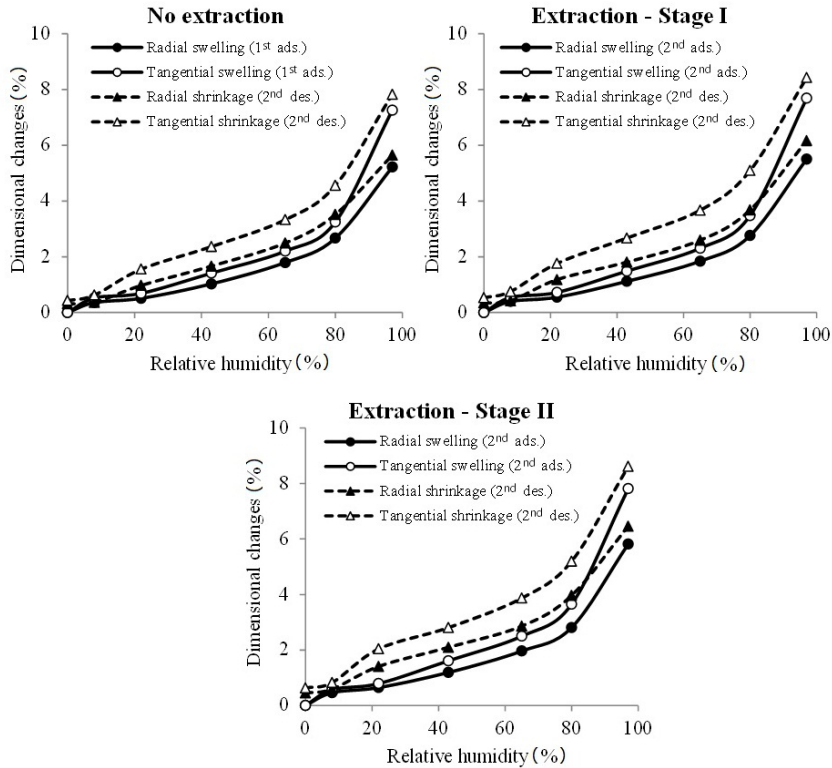 No extraction
10
8
6
4
2
0
Dimensional changes (%)
Radial swelling (1st ads.)
Tangential swelling (1st ads.)
Radial shrinkage (2nd des.)
Tangential shrinkage (2nd des.)
0 20 40 60 80 100
Relative humidity (%)
Extraction - Stage I
10
8
6
4
2
0
Dimensional changes (%)
Radial swelling (2nd ads.)
Tangential swelling (2nd ads.)
Radial shrinkage (2nd des.)
Tangential shrinkage (2nd des.)
0 20 40 60 80 100
Relative humidity (%)
Extraction - Stage II
10
8
6
4
2
0
Dimensional changes (%)
Radial swelling (2nd ads.)
Tangential swelling (2nd ads.)
Radial shrinkage (2nd des.)
Tangential shrinkage (2nd des.)
0 20 40 60 80 100
Relative humidity (%)